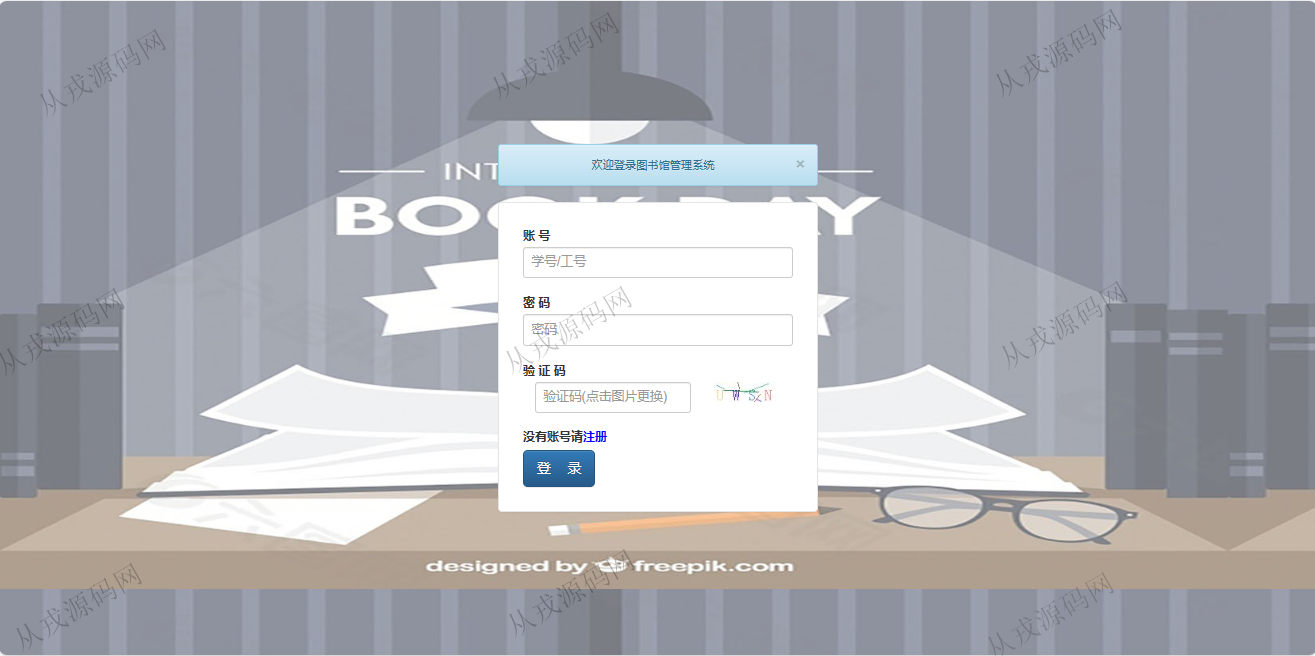 从戎源码网
从戎源码网
从戎源码网
欢迎登录图书馆管理系统 ×
INT
BOOK DAY
账 号
学号/工号
密 码
密码
从戎源码网
从戎源码网
从戎源码网
验 证 码
验证码(点击图片更换)
没有账号请注册
登 录
designed by freepik.com
从戎源码网
从戎源码网
从戎源码网